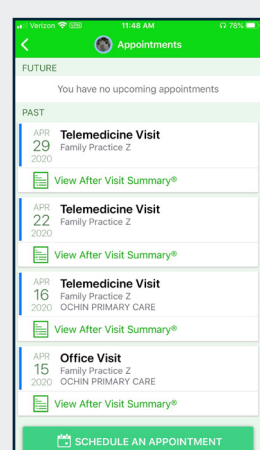 Verizon LTE 11:48 AM 78%
Appointments
FUTURE
You have no upcoming appointments
PAST
APR 29 2020
Telemedicine Visit
Family Practice Z
View After Visit Summary®
APR 22 2020
Telemedicine Visit
Family Practice Z
View After Visit Summary®
APR 16 2020
Telemedicine Visit
Family Practice Z
OCHIN PRIMARY CARE
View After Visit Summary®
APR 15 2020
Office Visit
Family Practice Z
OCHIN PRIMARY CARE
View After Visit Summary®
SCHEDULE AN APPOINTMENT